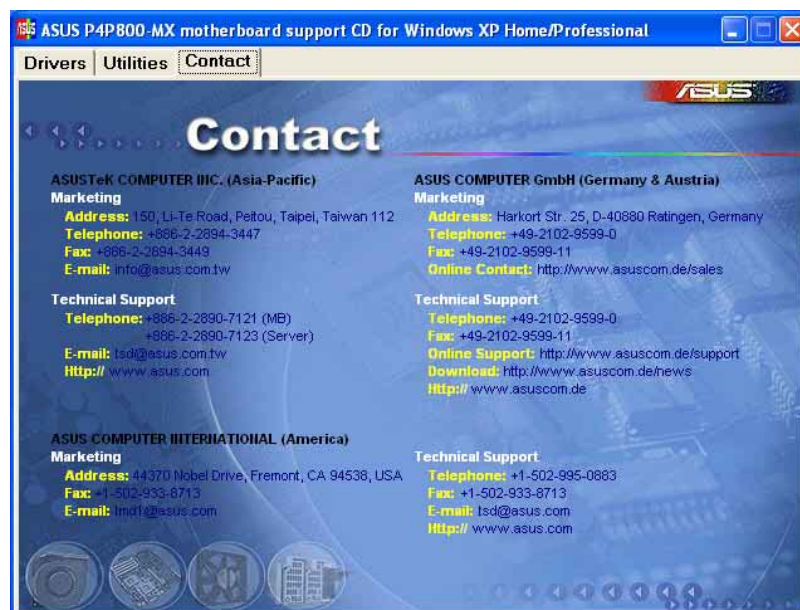 ASUS P4P800-MX motherboard support CD for Windows XP Home/Professional
Drivers Utilities Contact
ASUS
Contact
ASUSTeK COMPUTER INC. (Asia-Pacific)
Marketing
Address: 150, Li-Te Road, Peitou, Taipei, Taiwan 112
Telephone: +886-2-2894-3447
Fax: +886-2-2894-3449
E-mail: info@asus.com.tw
Technical Support
Telephone: +886-2-2890-7121 (MB)
+886-2-2890-7123 (Server)
E-mail: tsd@asus.com.tw
Http:// www.asus.com
ASUS COMPUTER GmbH (Germany & Austria)
Marketing
Address: Harkort Str. 25, D-40880 Ratingen, Germany
Telephone: +49-2102-9599-0
Fax: +49-2102-9599-11
Online Contact: http://www.asuscom.de/sales
Technical Support
Telephone: +49-2102-9599-0
Fax: +49-2102-9599-11
Online Support: http://www.asuscom.de/support
Download: http://www.asuscom.de/news
Http:// www.asuscom.de
ASUS COMPUTER INTERNATIONAL (America)
Marketing
Address: 44370 Nobel Drive, Fremont, CA 94538, USA
Fax: +1-502-933-8713
E-mail: tmd1@asus.com
Technical Support
Telephone: +1-502-995-0883
Fax: +1-502-933-8713
E-mail: tsd@asus.com
Http:// www.asus.com